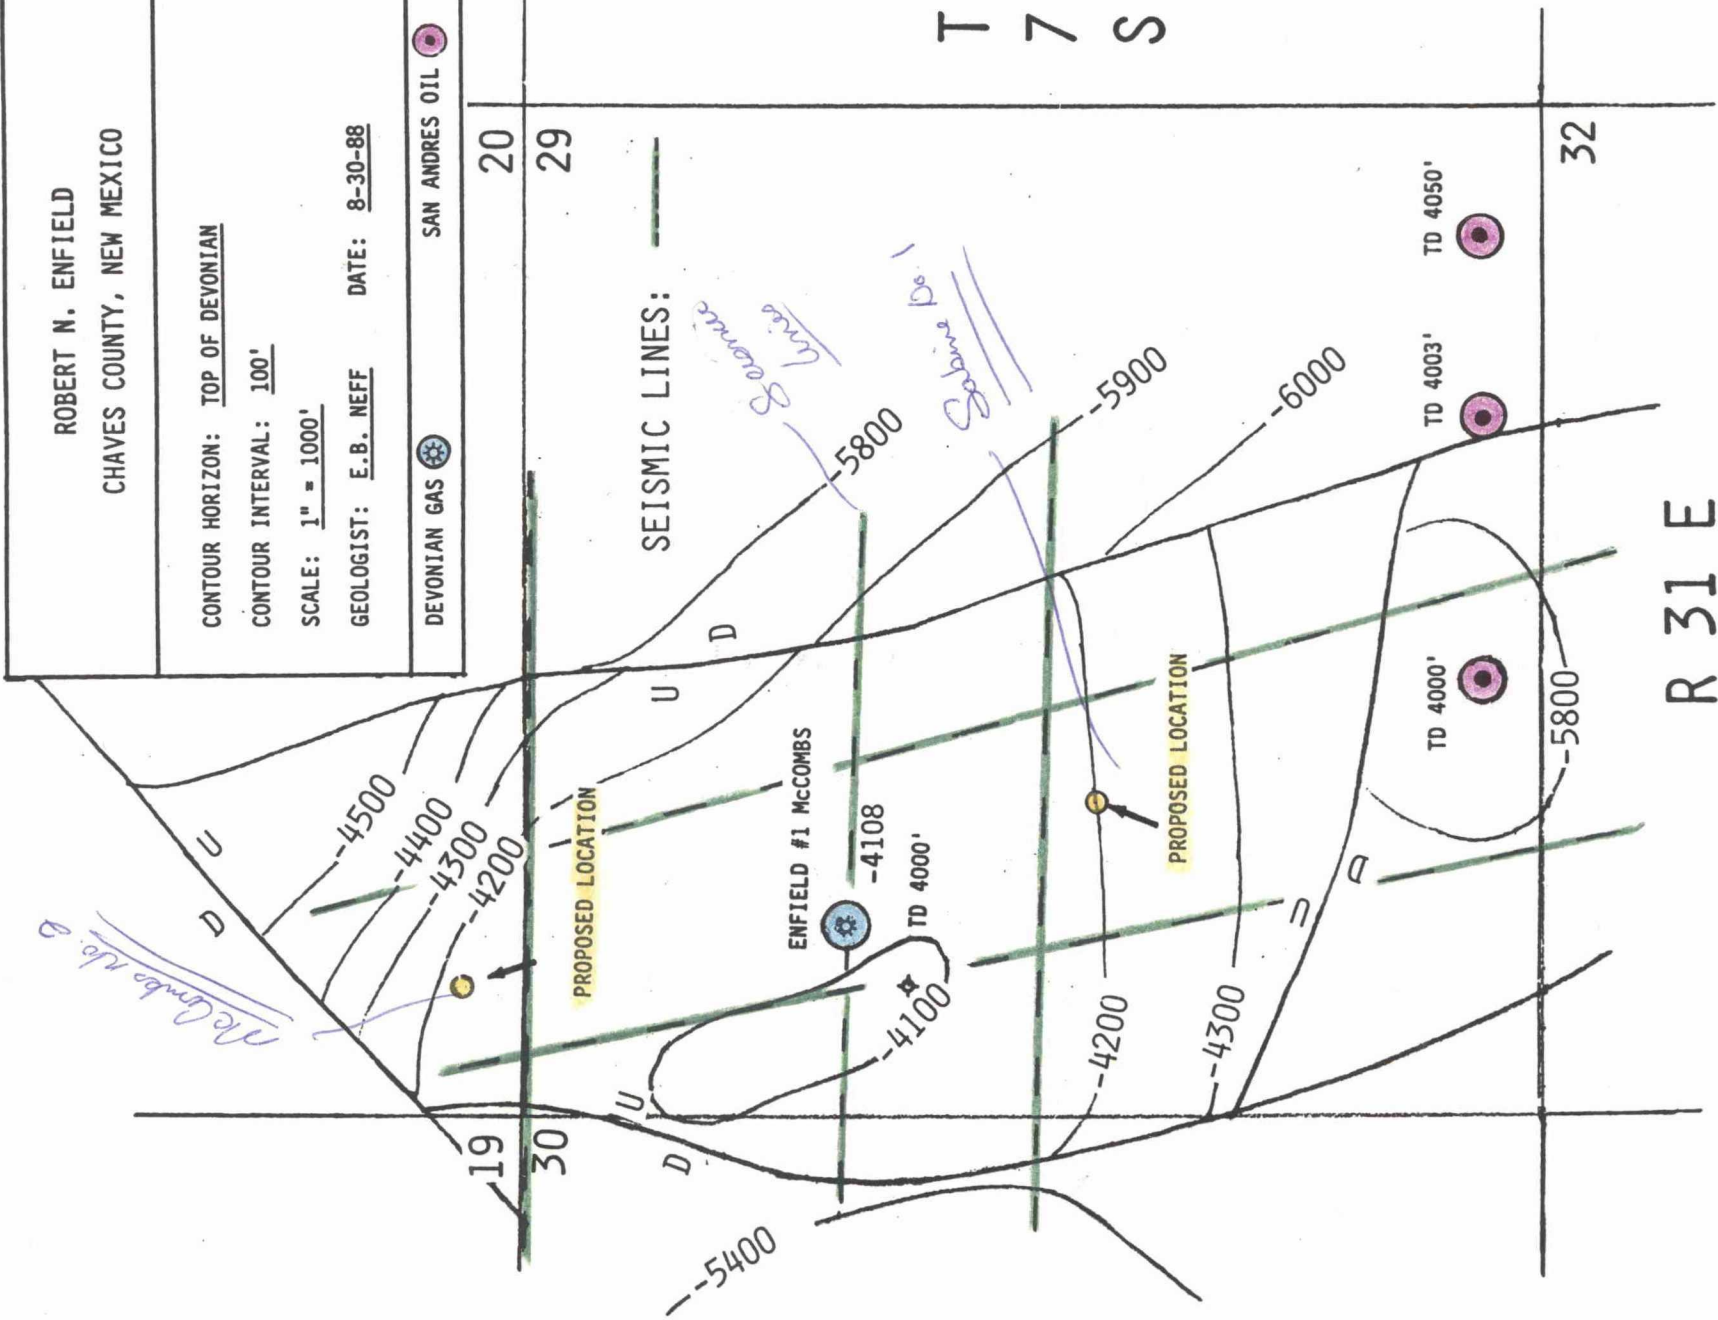 ROBERT N. ENFIELD
CHAVES COUNTY, NEW MEXICO
CONTOUR HORIZON: TOP OF DEVONIAN
CONTOUR INTERVAL: 100'
SCALE: 1" = 1000'
GEOLOGIST: E.B. NEFF DATE: 8-30-88
DEVONIAN GAS SAN ANDRES OIL
T
7
S
R 31 E
20
29
19
30
32
SEISMIC LINES:
Seismic
Lines
Sabine No. 1
McCombs No. 2
-4500
-4400
-4300
-4200
U
D
U
D
U
D
U
D
PROPOSED LOCATION
ENFIELD #1 McCOMBS
-4108
TD 4000'
-4100
-5800
-5900
-6000
PROPOSED LOCATION
-4200
-4300
-5400
TD 4000'
TD 4003'
TD 4050'
-5800